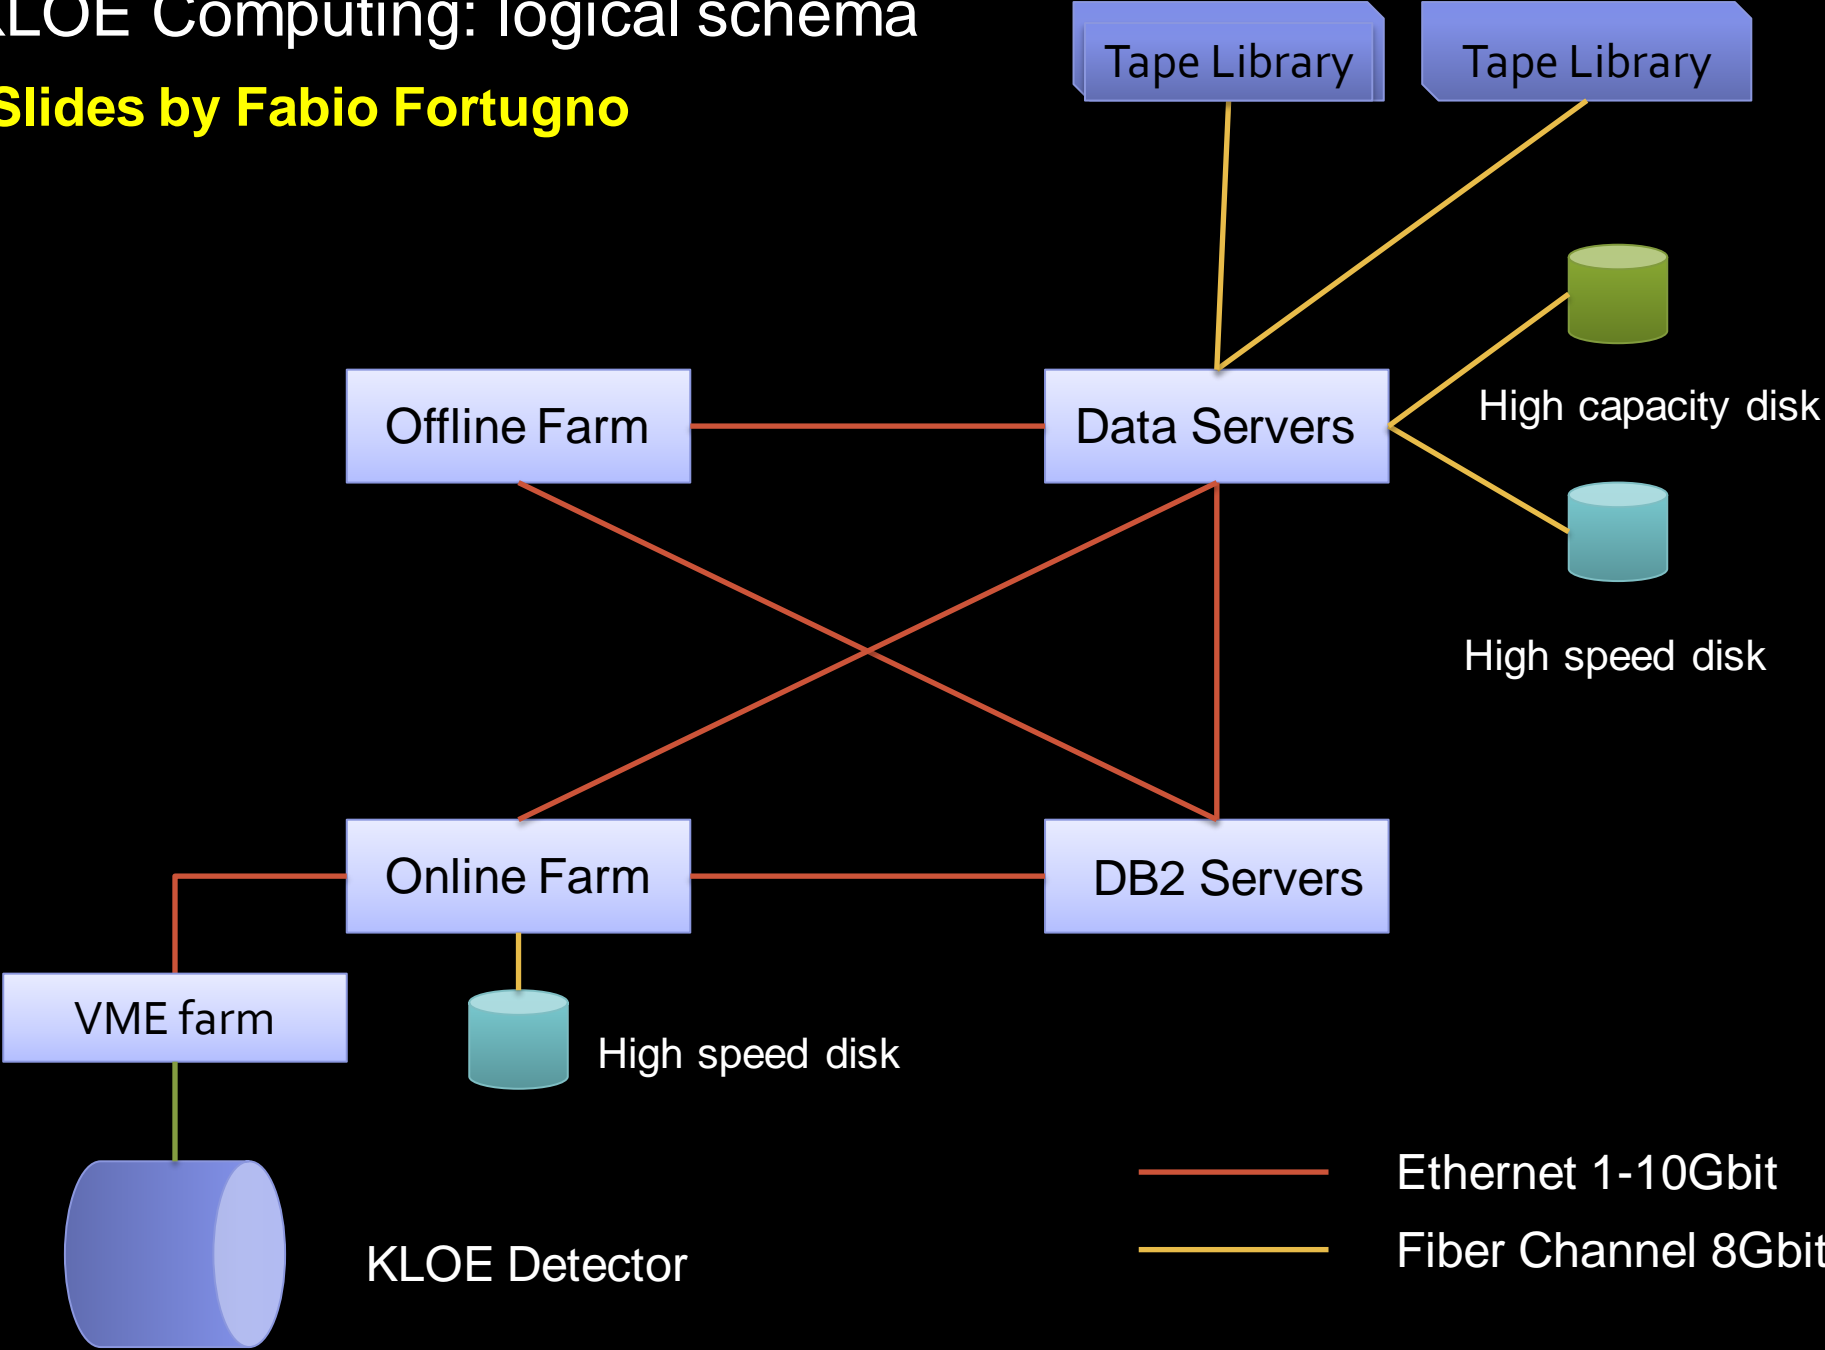 KLOE Computing: logical schema
Slides by Fabio Fortugno
Tape Library
Tape Library
High capacity disk
Offline Farm
Data Servers
High speed disk
Online Farm
DB2 Servers
VME farm
High speed disk
Ethernet 1-10Gbit
Fiber Channel 8Gbit
KLOE Detector